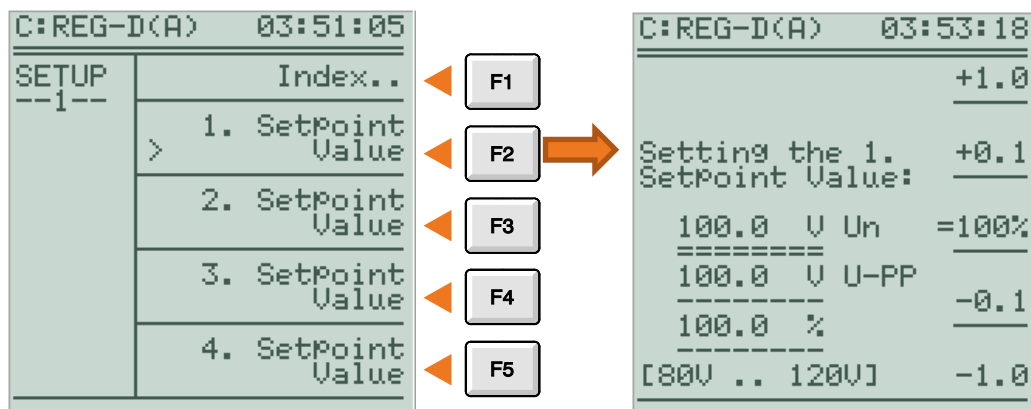 C:REG-D(A) 03:51:05
SETUP
--1--
Index..
1. Setpoint
> Value
2. Setpoint
Value
3. Setpoint
Value
4. Setpoint
Value
F1
F2
F3
F4
F5
C:REG-D(A) 03:53:18
+1.0
Setting the 1. +0.1
Setpoint Value:
100.0 V Un =100%
========
100.0 V U-PP
-0.1
100.0 %
[80V .. 120V] -1.0